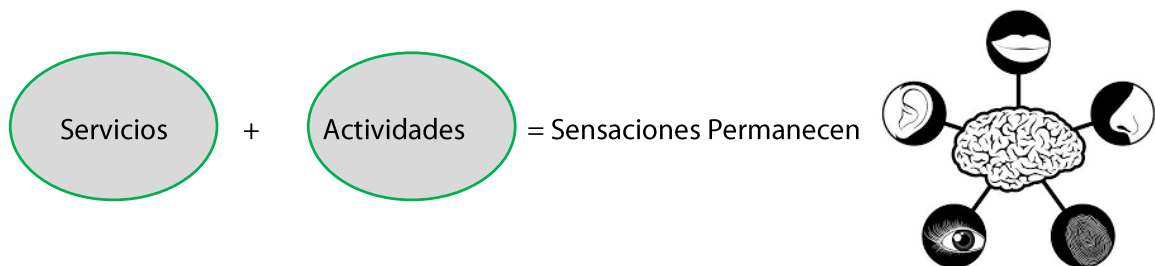 Servicios + Actividades = Sensaciones Permanecen